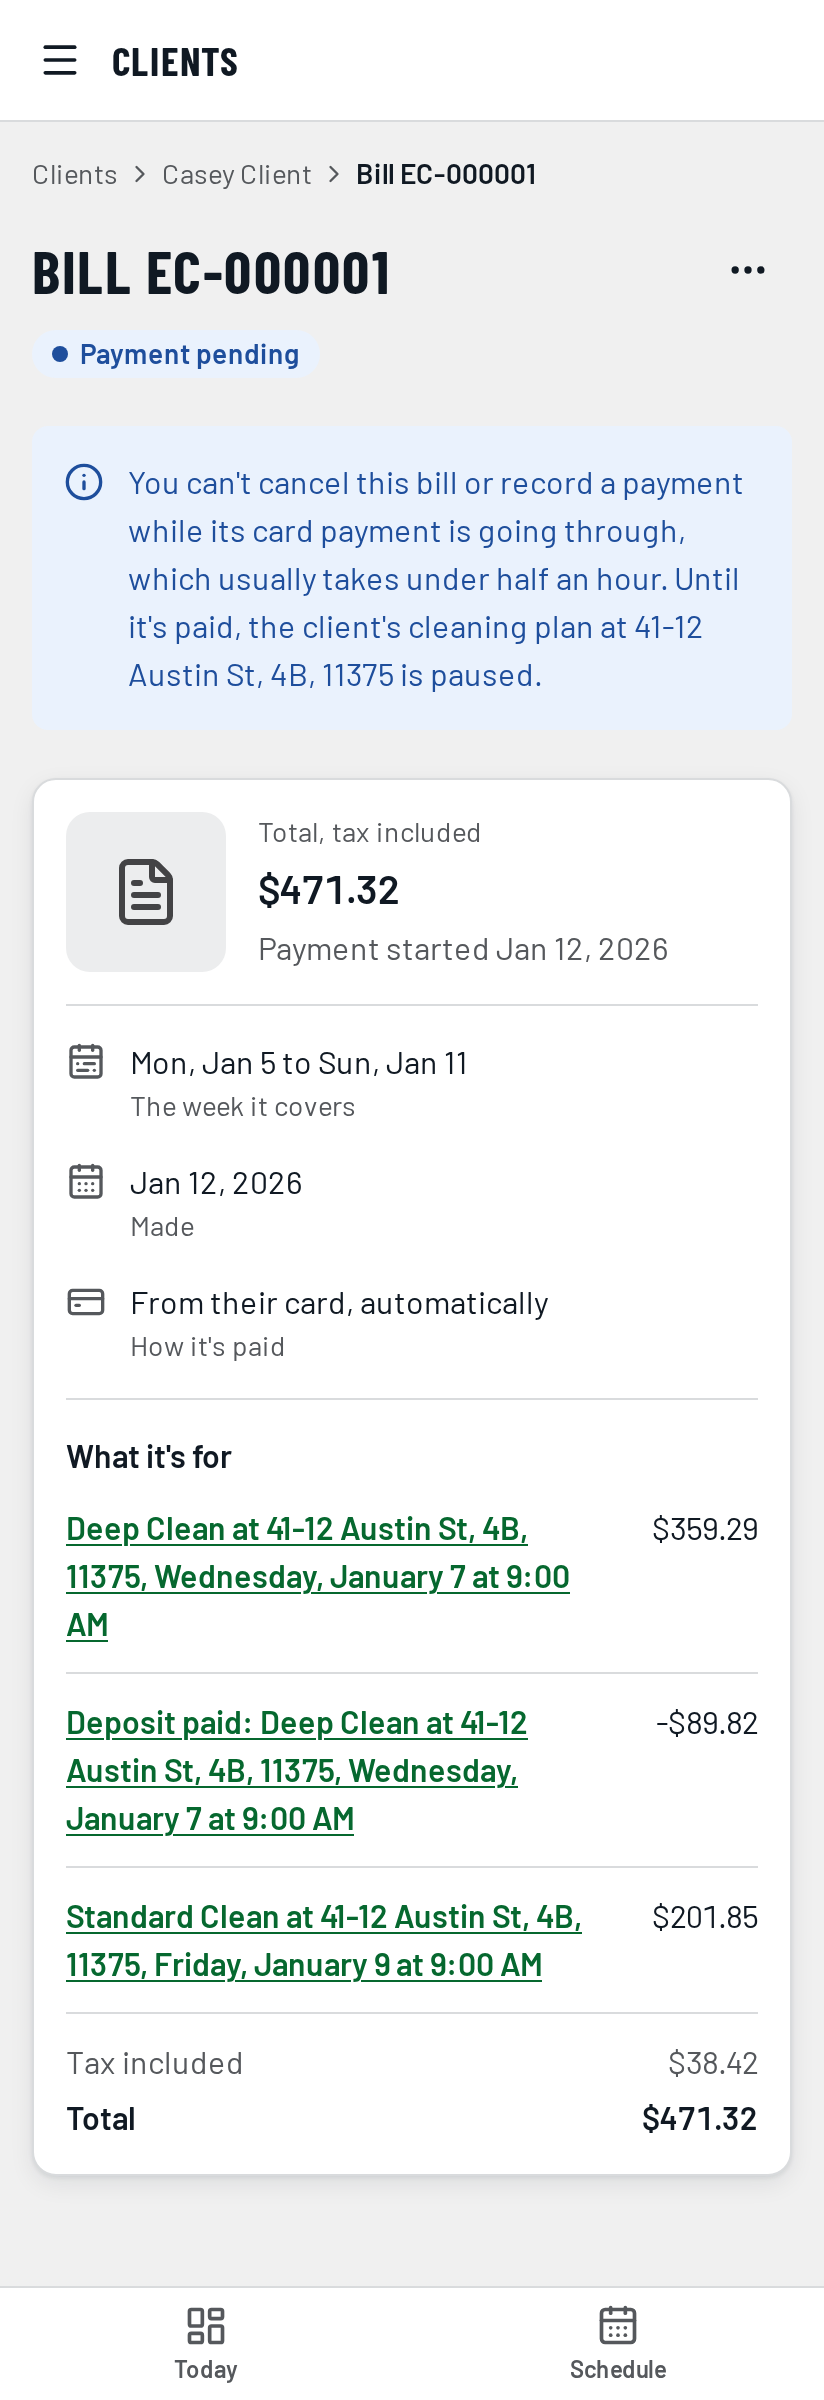 CLIENTS
Clients > Casey Client > Bill EC-000001
BILL EC-000001
Payment pending
You can't cancel this bill or record a payment
while its card payment is going through,
which usually takes under half an hour. Until
it's paid, the client's cleaning plan at 41-12
Austin St, 4B, 11375 is paused.
Total, tax included
$471.32
Payment started Jan 12, 2026
Mon, Jan 5 to Sun, Jan 11
The week it covers
Jan 12, 2026
Made
From their card, automatically
How it's paid
What it's for
Deep Clean at 41-12 Austin St, 4B, $359.29
11375, Wednesday, January 7 at 9:00
AM
Deposit paid: Deep Clean at 41-12 -$89.82
Austin St, 4B, 11375, Wednesday,
January 7 at 9:00 AM
Standard Clean at 41-12 Austin St, 4B, $201.85
11375, Friday, January 9 at 9:00 AM
Tax included $38.42
Total $471.32
Today Schedule